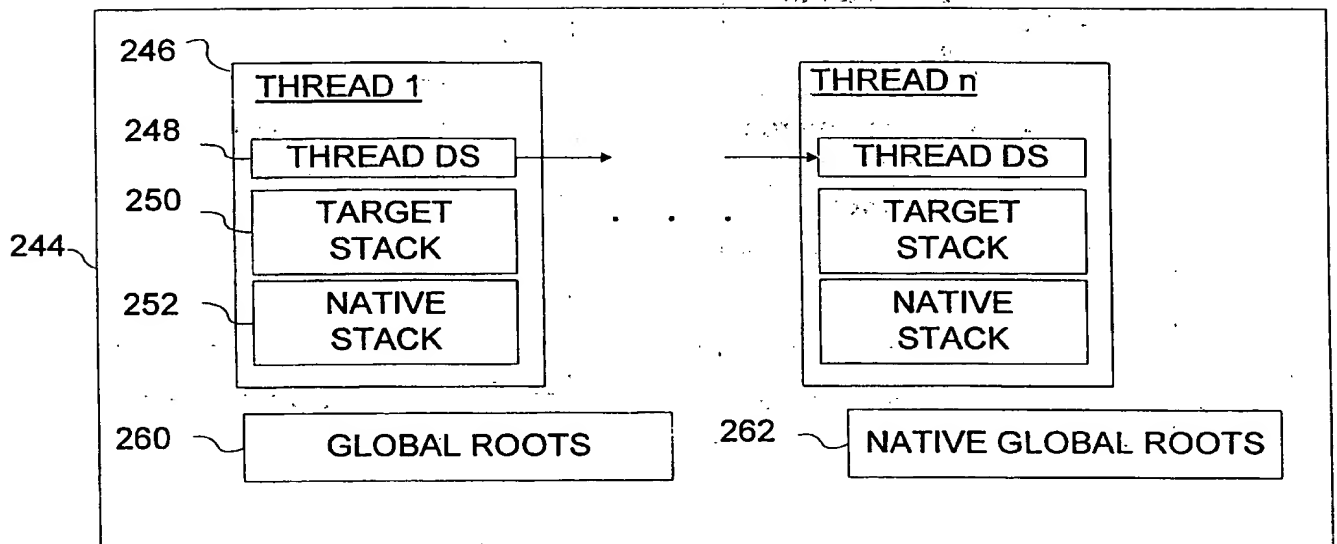 246
THREAD 1
THREAD n
248
THREAD DS
THREAD DS
250
TARGET
STACK
TARGET
STACK
244
252
NATIVE
STACK
NATIVE
STACK
260
GLOBAL ROOTS
262
NATIVE GLOBAL ROOTS